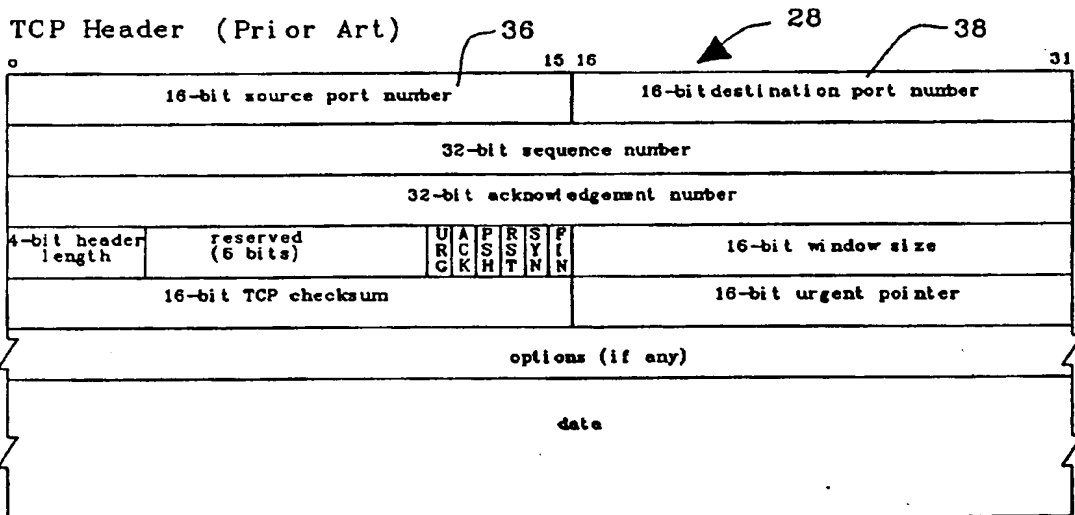 TCP Header (Prior Art)
36
28
38
0
15 16
31
16-bit source port number
16-bit destination port number
32-bit sequence number
32-bit acknowledgement number
4-bit header length
reserved (6 bits)
URG
ACK
PSH
RST
SYN
FIN
16-bit window size
16-bit TCP checksum
16-bit urgent pointer
options (if any)
data